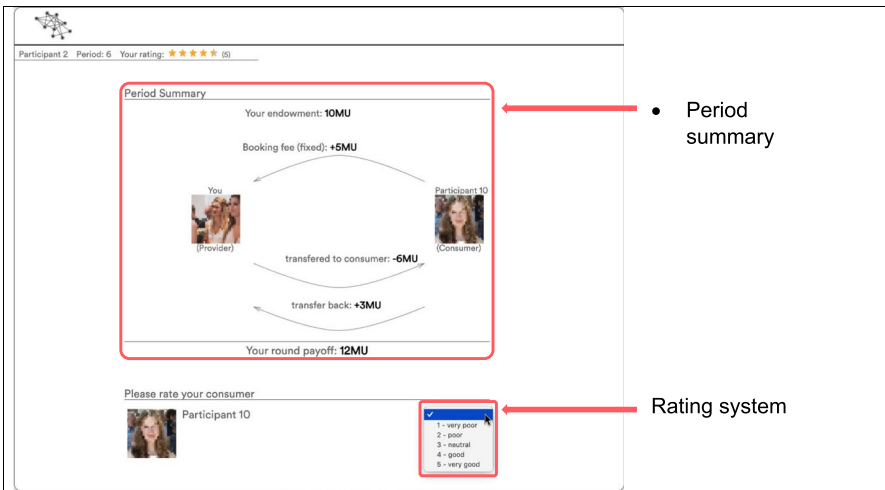 Participant 2 Period: 6 Your rating: (5)
Period Summary
Your endowment: 10MU
Booking fee (fixed): +5MU
You
Participant 10
(Provider)
(Consumer)
transfered to consumer: -6MU
transfer back: +3MU
Your round payoff: 12MU
Please rate your consumer
Participant 10
1 - very poor
2 - poor
3 - neutral
4 - good
5 - very good
• Period
summary
Rating system